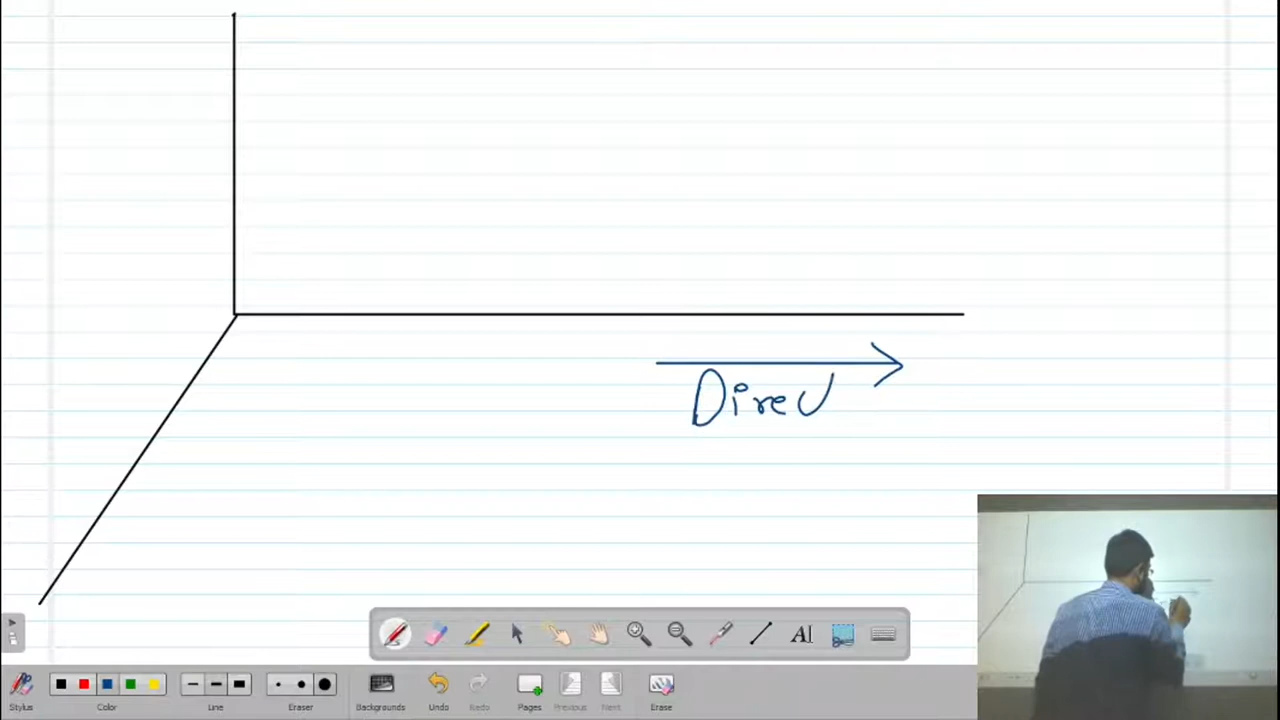 Direc
Stylus
Color
Line
Eraser
Backgrounds
Undo
Redo
Pages
Previous
Next
Erase